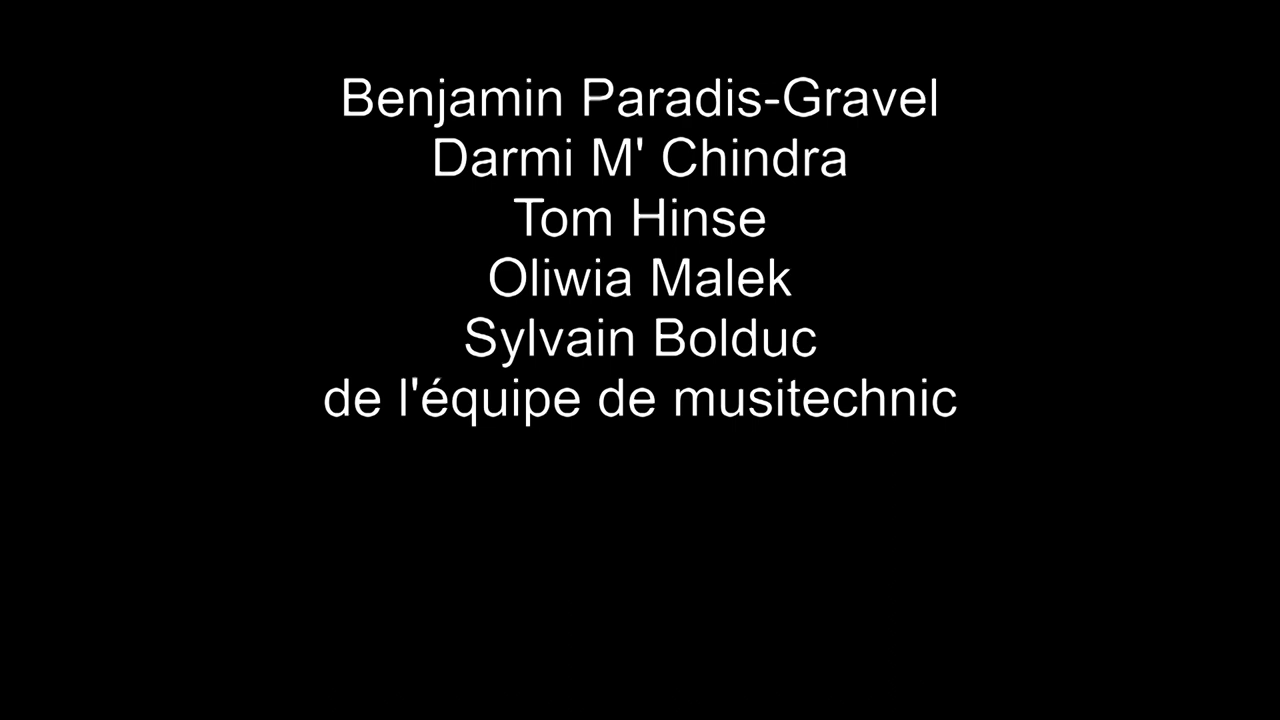 Benjamin Paradis-Gravel
Darmi M' Chindra
Tom Hinse
Oliwia Malek
Sylvain Bolduc
de l'équipe de musitechnic